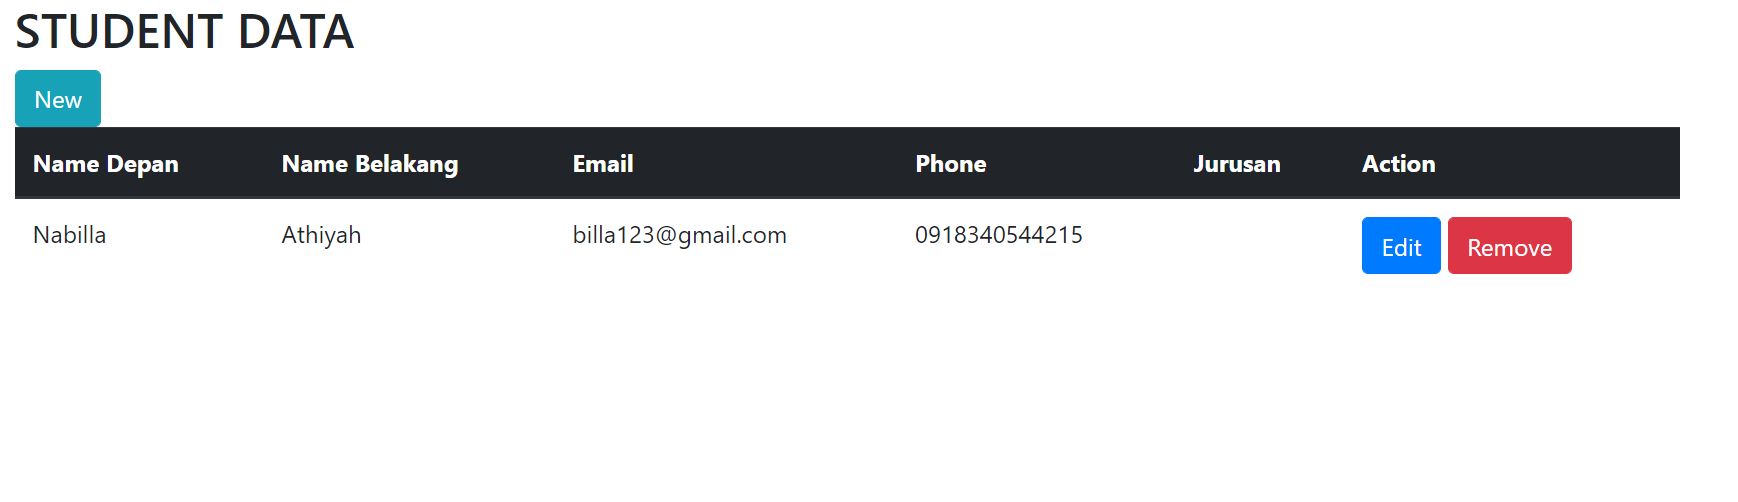 STUDENT DATA
New
Name Depan Name Belakang Email Phone Jurusan Action
Nabilla Athiyah billa123@gmail.com 0918340544215 Edit Remove